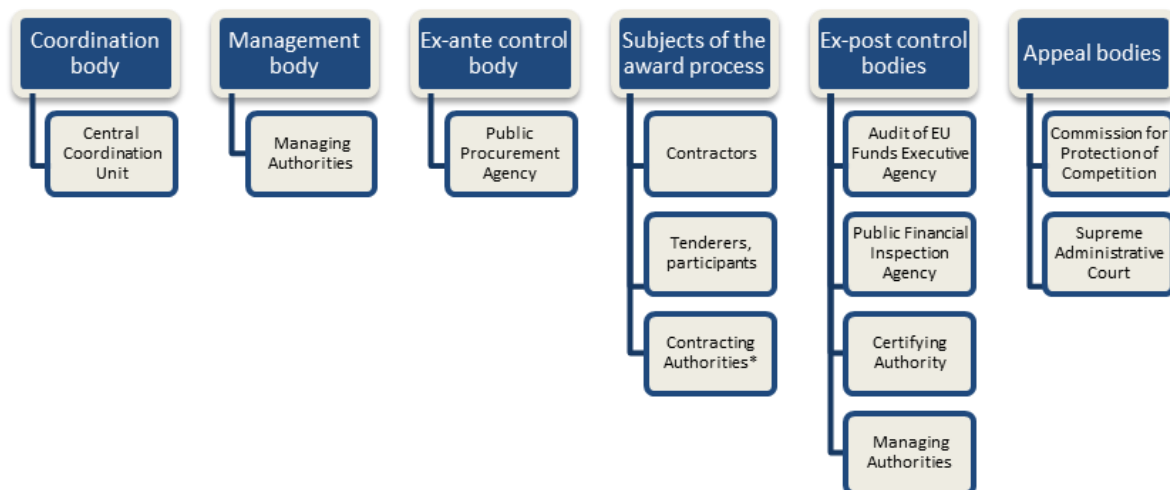 Coordination
body
Central
Coordination
Unit
Management
body
Managing
Authorities
Ex-ante control
body
Public
Procurement
Agency
Subjects of the
award process
Contractors
Tenderers,
participants
Contracting
Authorities*
Ex-post control
bodies
Audit of EU
Funds Executive
Agency
Public Financial
Inspection
Agency
Certifying
Authority
Managing
Authorities
Appeal bodies
Commission for
Protection of
Competition
Supreme
Administrative
Court